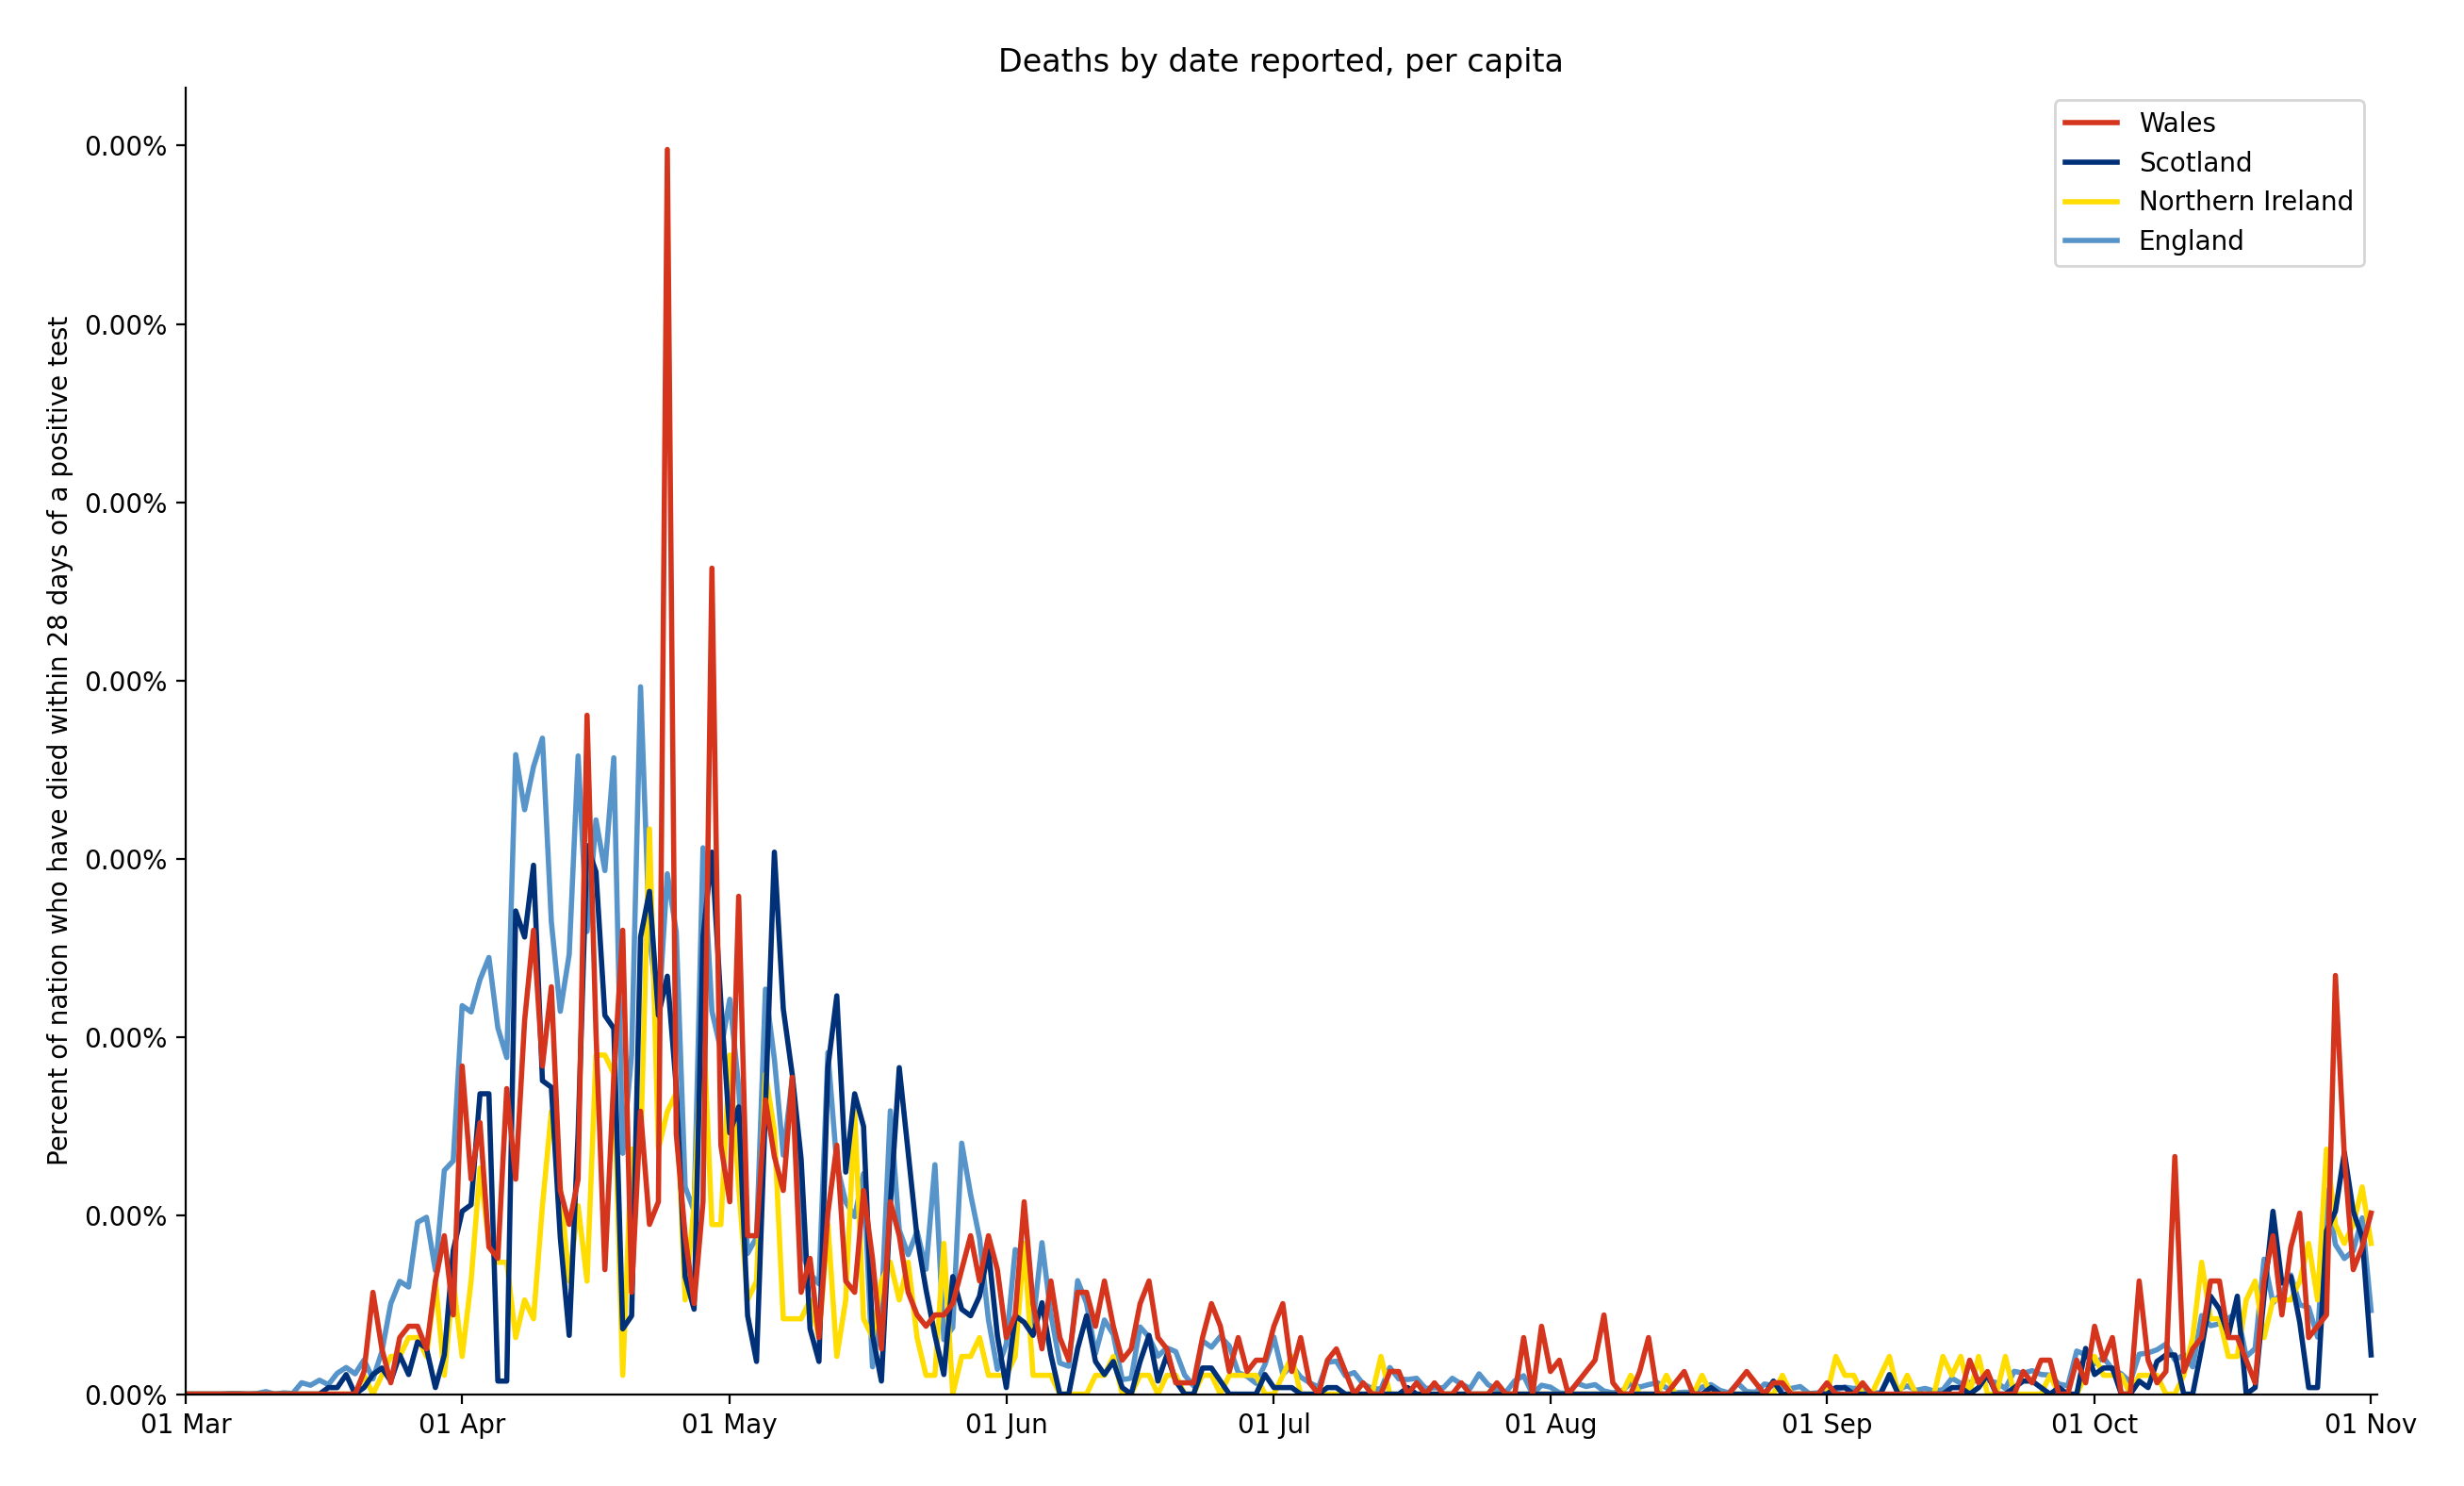 Deaths by date reported, per capita
Wales
Scotland
Northern Ireland
England
Percent of nation who have died within 28 days of a positive test
0.00%
0.00%
0.00%
0.00%
0.00%
0.00%
0.00%
0.00%
01 Mar
01 Apr
01 May
01 Jun
01 Jul
01 Aug
01 Sep
01 Oct
01 Nov